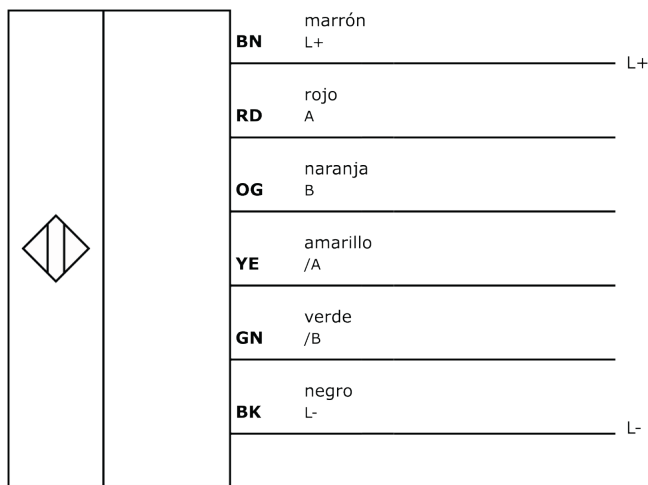 marrón
BN L+
L+
rojo
RD A
naranja
OG B
amarillo
YE /A
verde
GN /B
negro
BK L-
L-